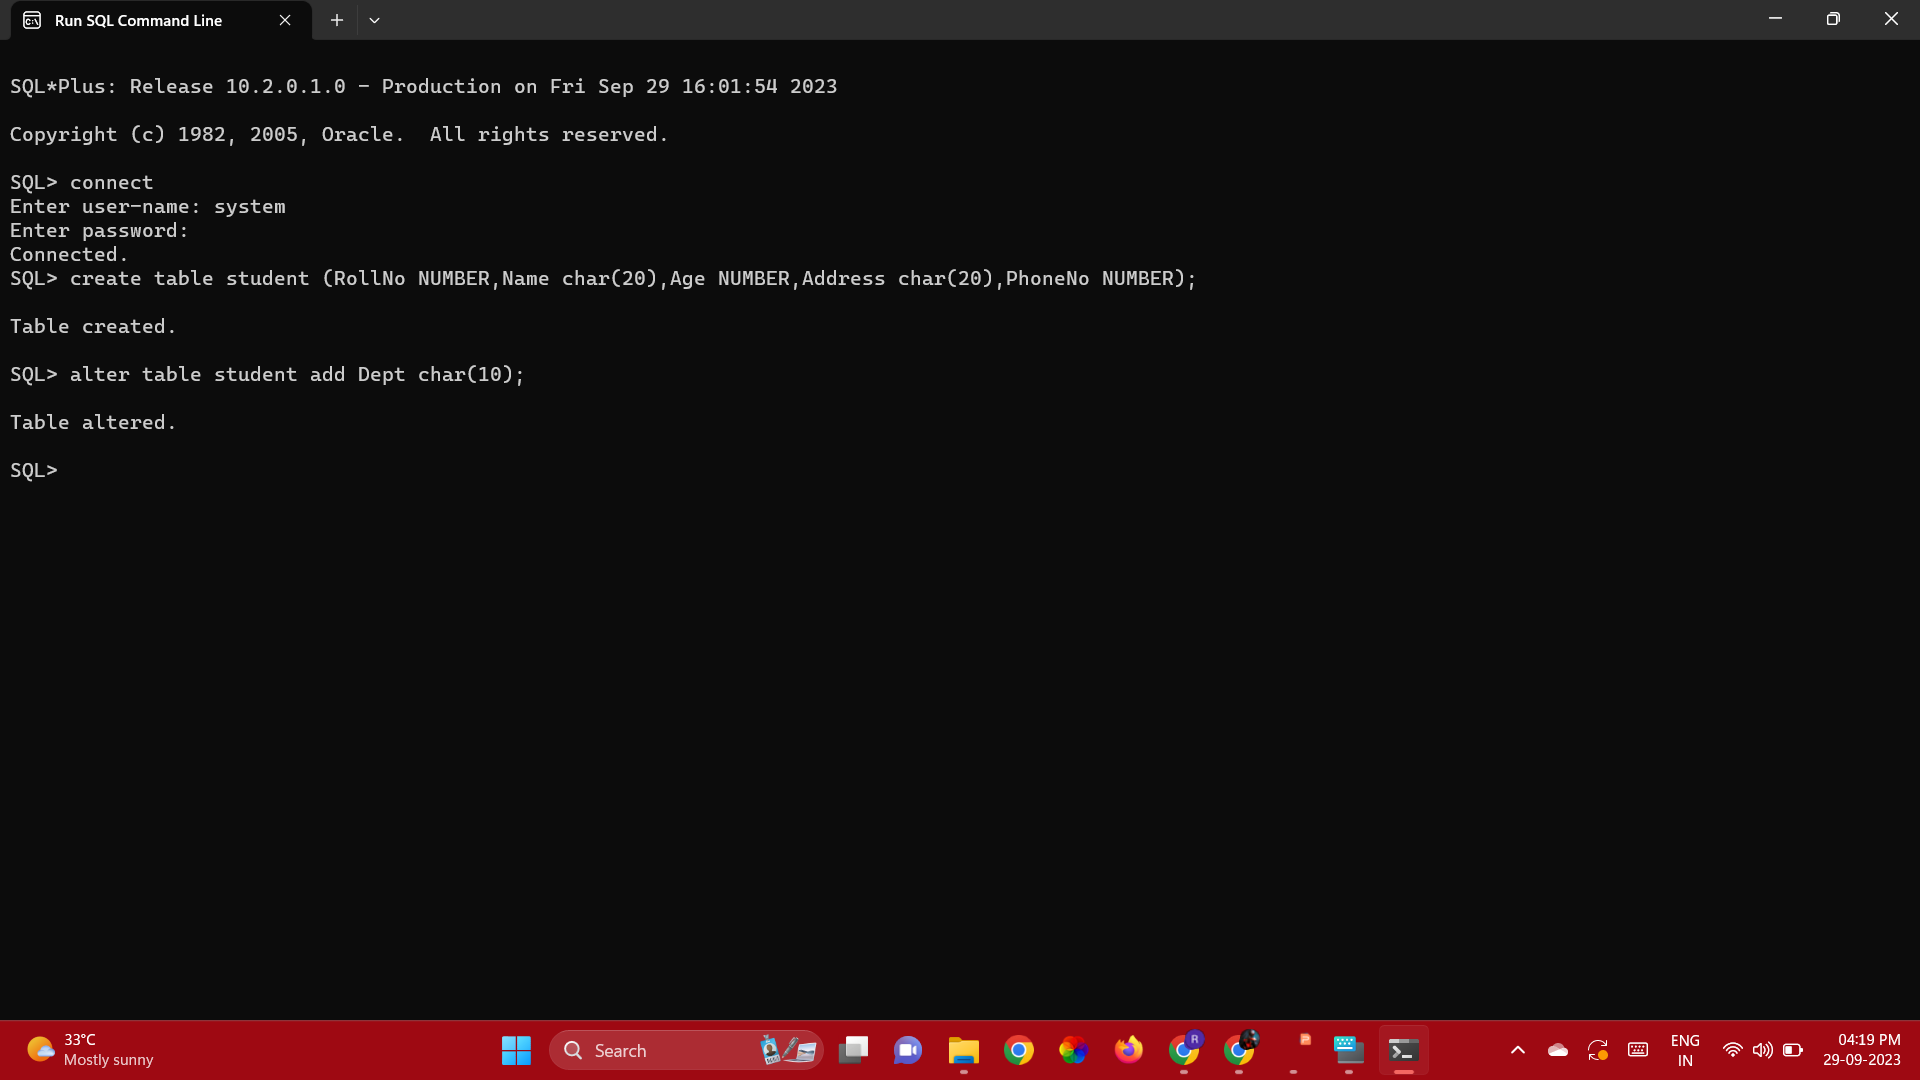 Run SQL Command Line
SQL*Plus: Release 10.2.0.1.0 - Production on Fri Sep 29 16:01:54 2023
Copyright (c) 1982, 2005, Oracle.  All rights reserved.
SQL> connect
Enter user-name: system
Enter password:
Connected.
SQL> create table student (RollNo NUMBER,Name char(20),Age NUMBER,Address char(20),PhoneNo NUMBER);
Table created.
SQL> alter table student add Dept char(10);
Table altered.
SQL>
33°C
Mostly sunny
Search
R
ENG
IN
04:19 PM
29-09-2023